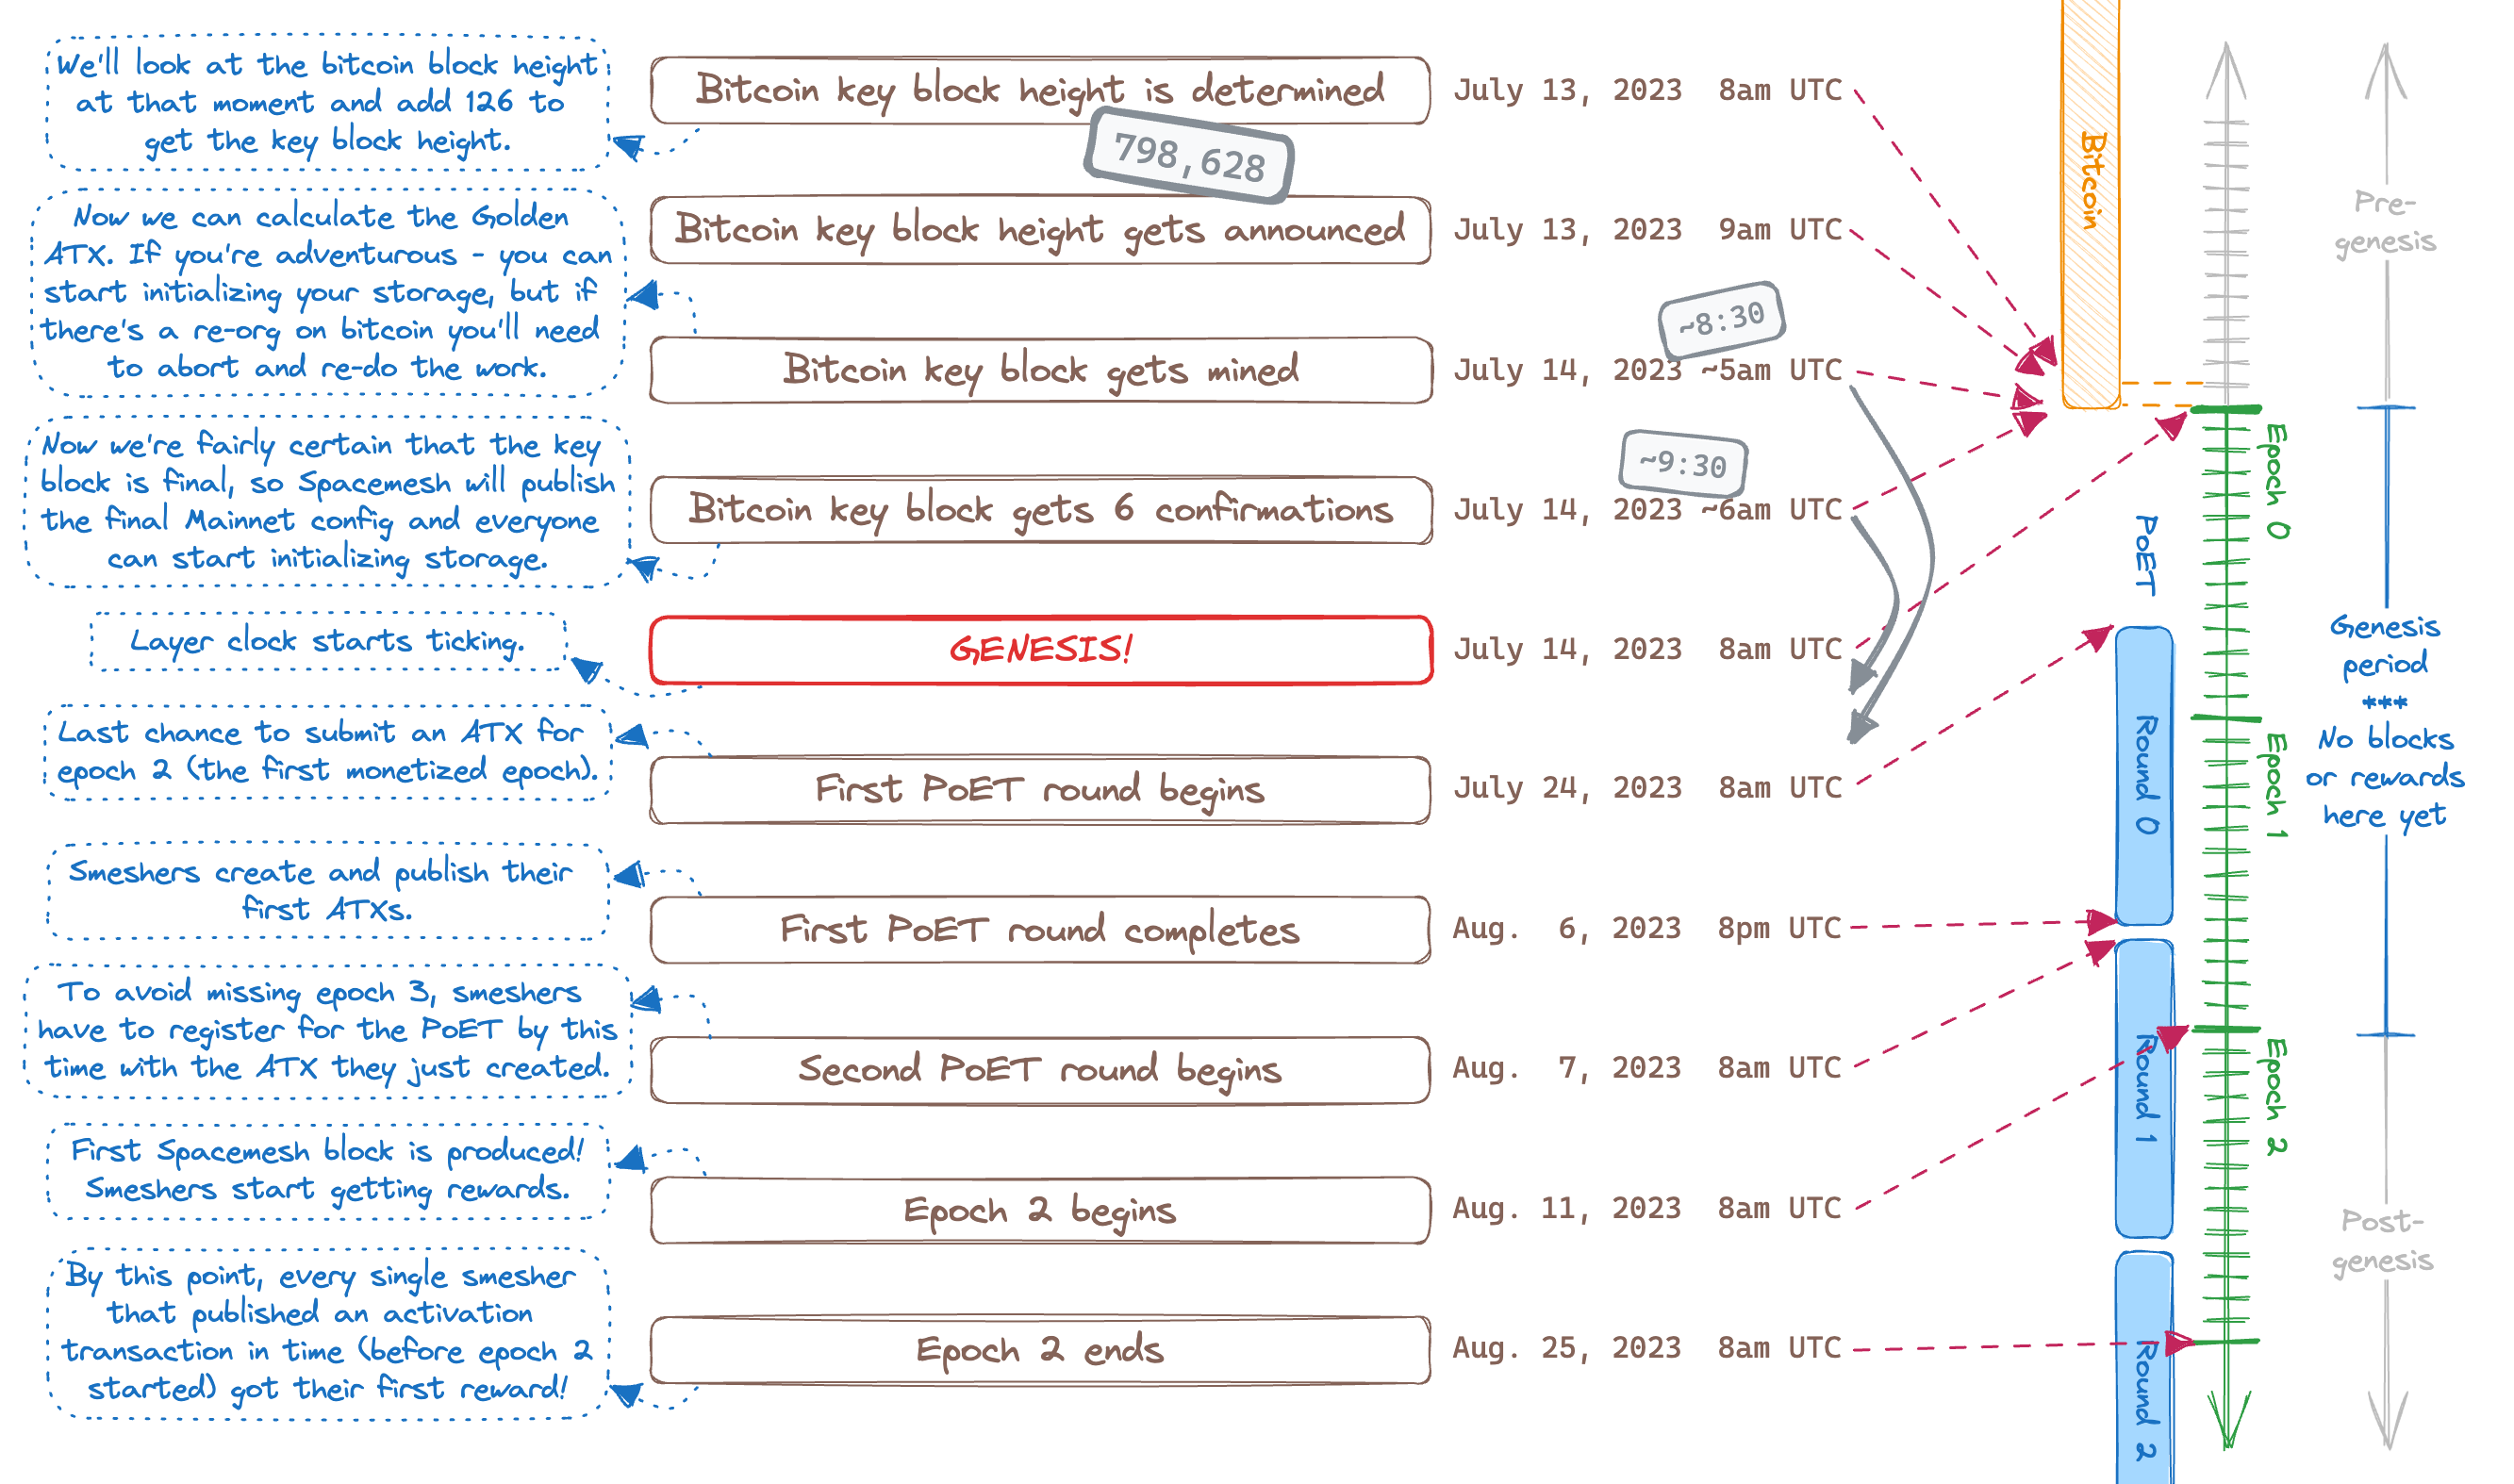 We'll look at the bitcoin block height
at that moment and add 126 to
get the key block height.
Bitcoin key block height is determined
July 13, 2023 8am UTC
798,628
Now we can calculate the Golden
ATX. If you're adventurous - you can
start initializing your storage, but if
there's a re-org on bitcoin you'll need
to abort and re-do the work.
Bitcoin key block height gets announced
July 13, 2023 9am UTC
~8:30
Bitcoin key block gets mined
July 14, 2023 ~5am UTC
Now we're fairly certain that the key
block is final, so Spacemesh will publish
the final Mainnet config and everyone
can start initializing storage.
~9:30
Bitcoin key block gets 6 confirmations
July 14, 2023 ~6am UTC
Layer clock starts ticking.
GENESIS!
July 14, 2023 8am UTC
Last chance to submit an ATX for
epoch 2 (the first monetized epoch).
First PoET round begins
July 24, 2023 8am UTC
Smeshers create and publish their
first ATXs.
First PoET round completes
Aug. 6, 2023 8pm UTC
To avoid missing epoch 3, smeshers
have to register for the PoET by this
time with the ATX they just created.
Second PoET round begins
Aug. 7, 2023 8am UTC
First Spacemesh block is produced!
Smeshers start getting rewards.
Epoch 2 begins
Aug. 11, 2023 8am UTC
By this point, every single smesher
that published an activation
transaction in time (before epoch 2
started) got their first reward!
Epoch 2 ends
Aug. 25, 2023 8am UTC
Bitcoin
PoET
Round 0
Round 1
Round 2
Epoch 0
Epoch 1
Epoch 2
Pre-
genesis
Genesis
period
***
No blocks
or rewards
here yet
Post-
genesis